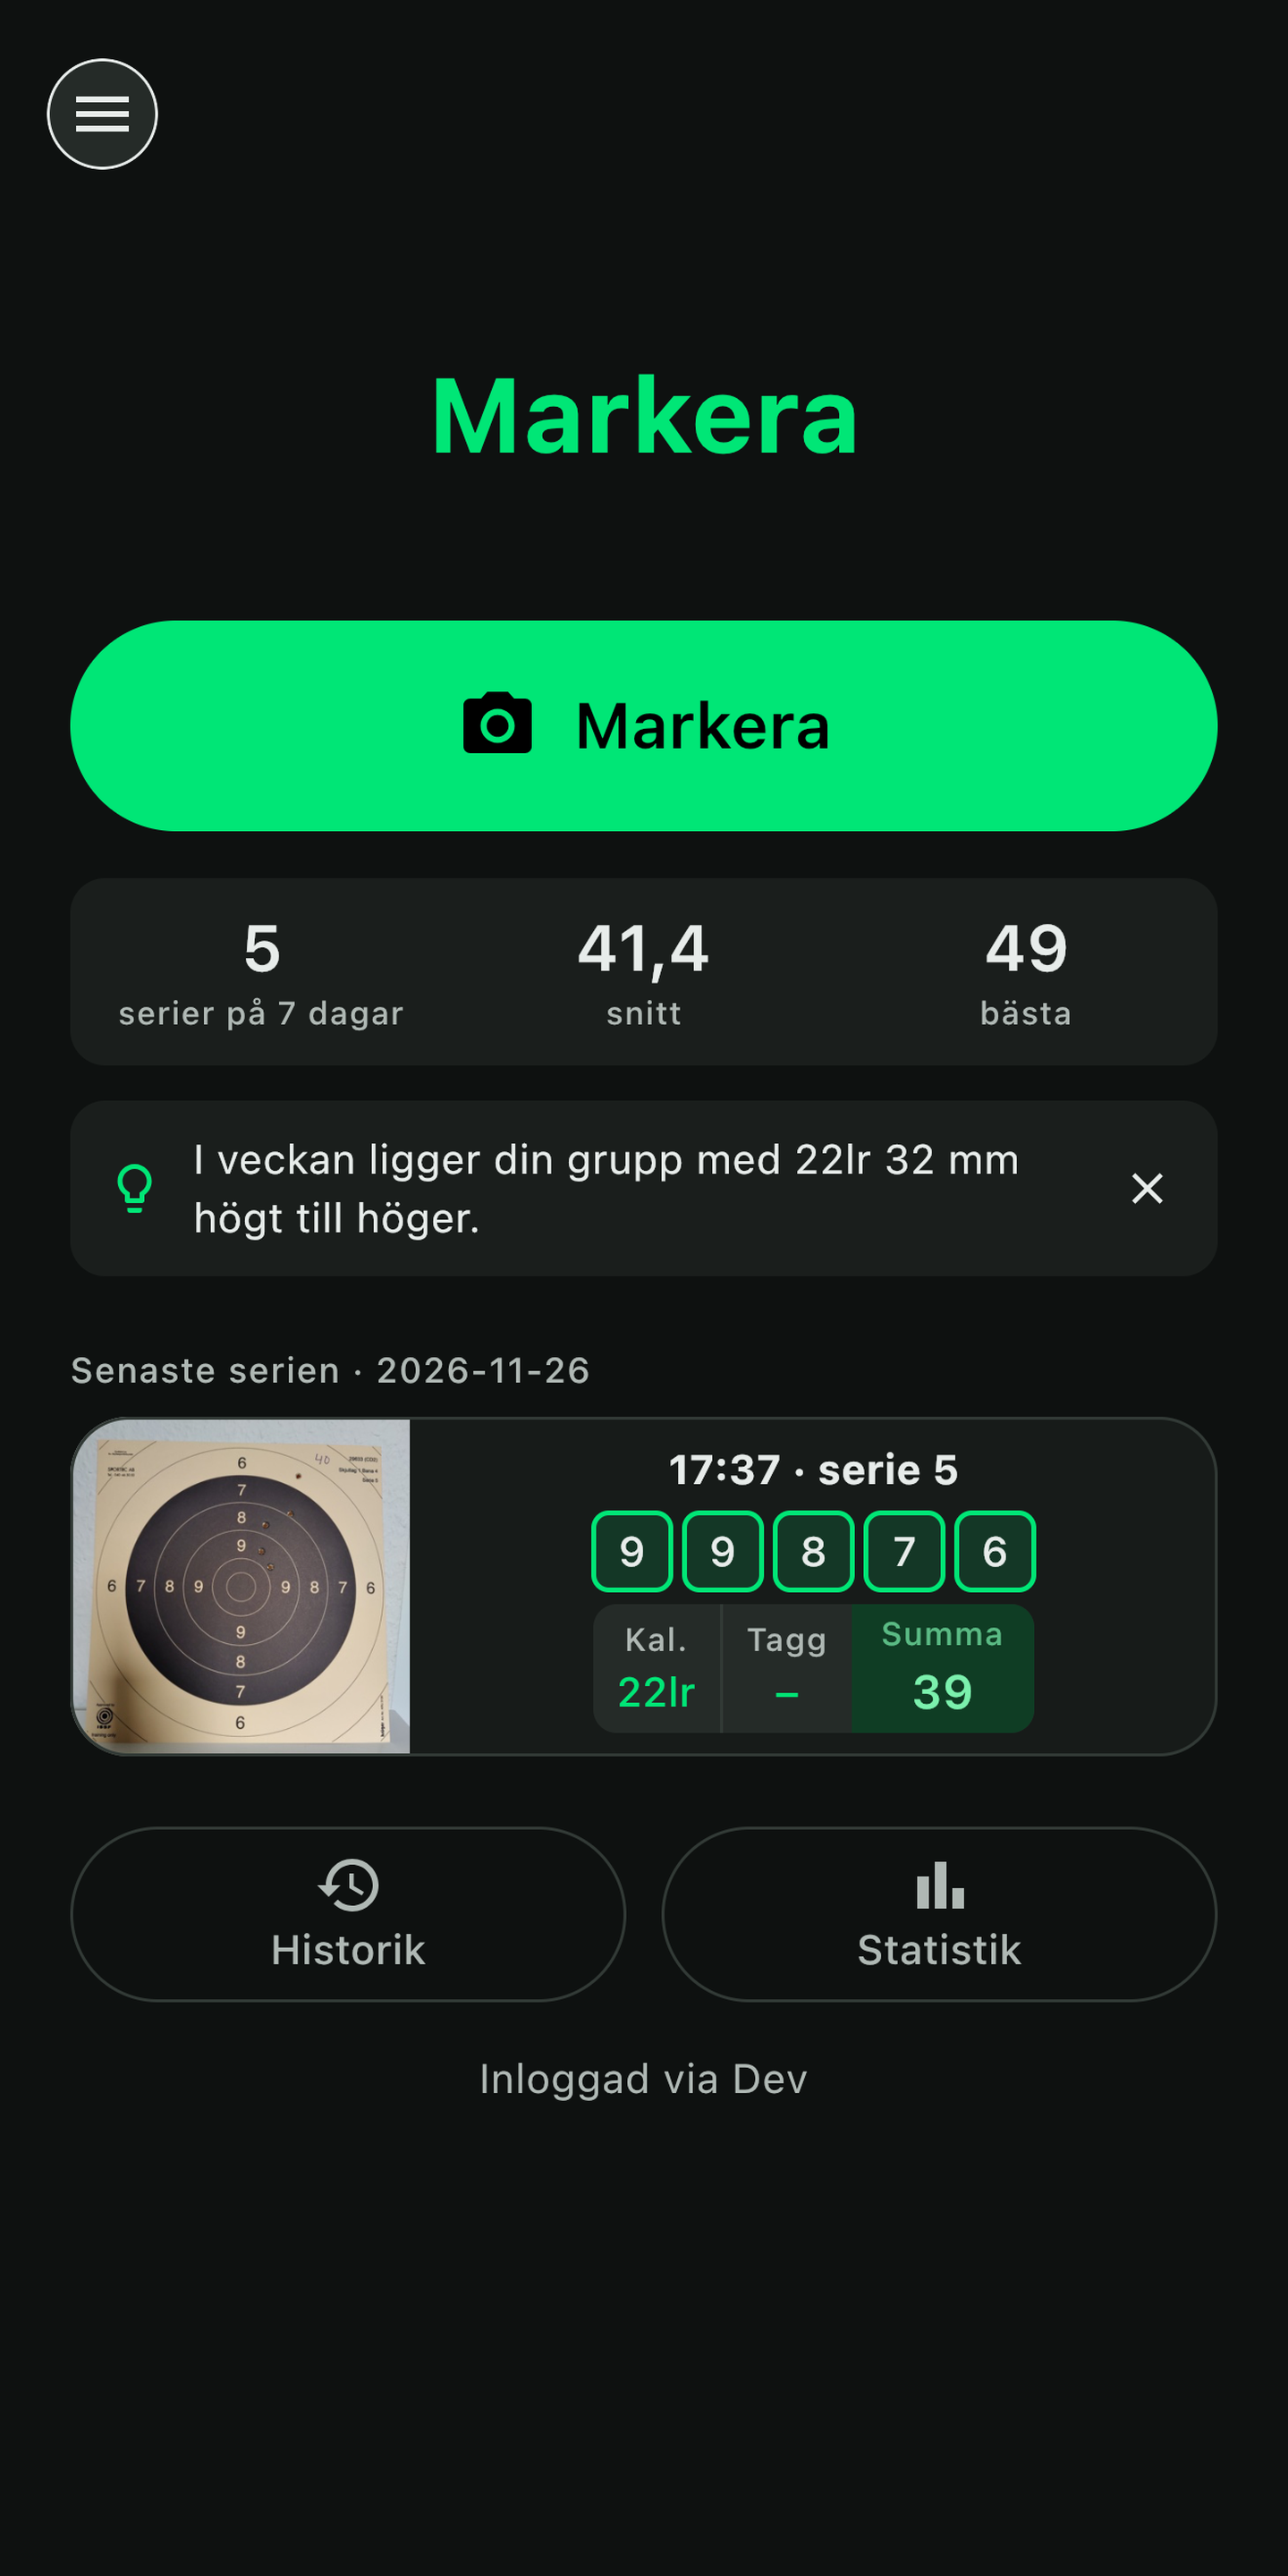 Markera
Markera
5
serier på 7 dagar
41,4
snitt
49
bästa
I veckan ligger din grupp med 22lr 32 mm
högt till höger.
Senaste serien · 2026-11-26
40
6
7
8
9
6 7 8 9 9 8 7 6
9
8
7
6
17:37 · serie 5
9 9 8 7 6
Kal.
22lr
Tagg
–
Summa
39
Historik
Statistik
Inloggad via Dev